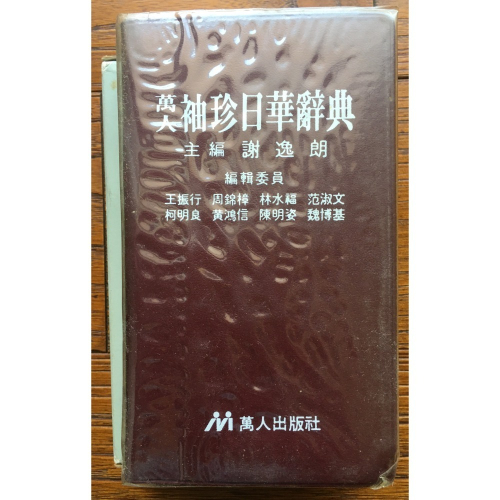 萬人袖珍日華辭典
主編 謝逸朗
編輯委員
王振行 周錦樟 林水福 范淑文
柯明良 黃鴻信 陳明姿 魏博基
萬人出版社